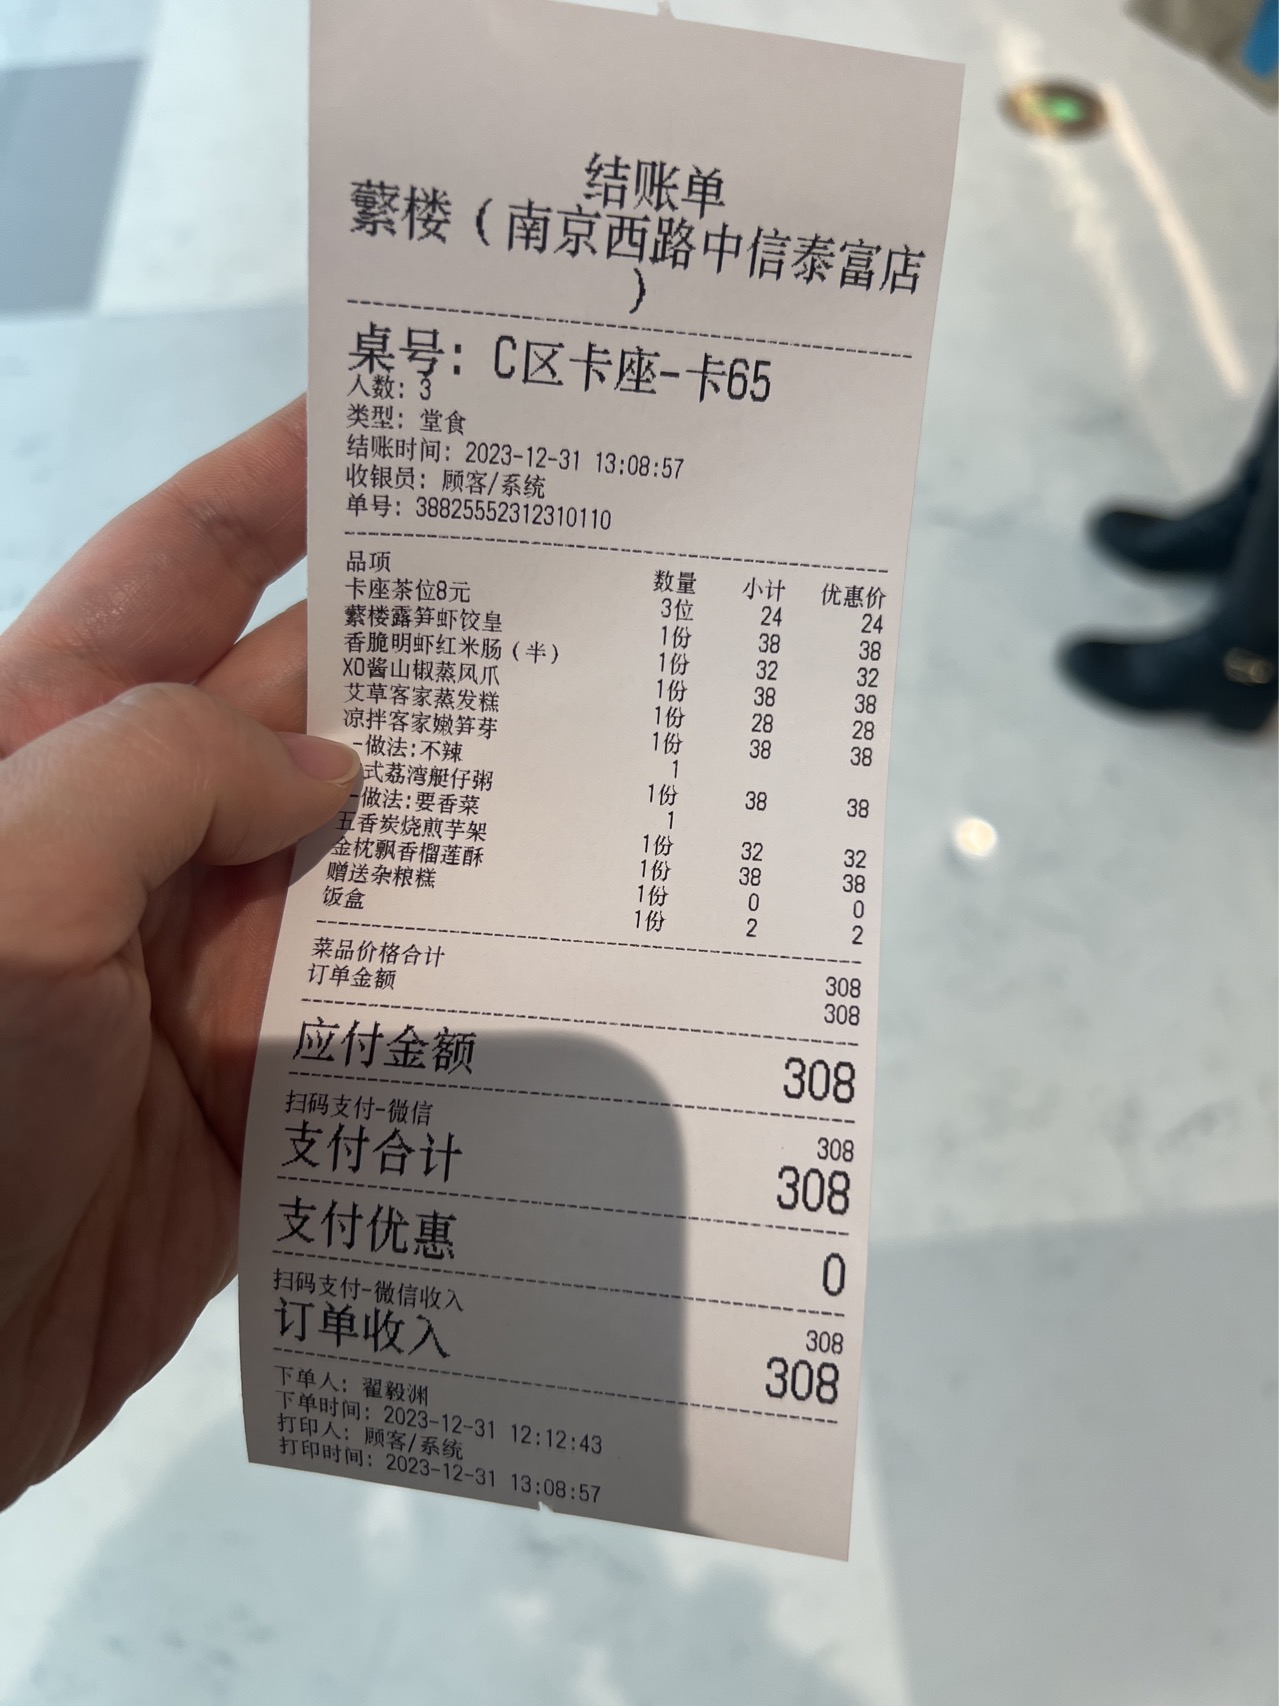 结账单
蘩楼（南京西路中信泰富店
）
桌号: C区卡座-卡65
人数: 3
类型: 堂食
结账时间: 2023-12-31 13:08:57
收银员: 顾客/系统
单号: 38825552312310110
品项 数量 小计 优惠价
卡座茶位8元 3位 24 24
蘩楼露笋虾饺皇 1份 38 38
香脆明虾红米肠（半） 1份 32 32
XO酱山椒蒸凤爪 1份 38 38
艾草客家蒸发糕 1份 28 28
凉拌客家嫩笋芽 1份 38 38
-做法:不辣 1
式荔湾艇仔粥 1份 38 38
-做法:要香菜 1
五香炭烧煎芋架 1份 32 32
金枕飘香榴莲酥 1份 38 38
赠送杂粮糕 1份 0 0
饭盒 1份 2 2
菜品价格合计 308
订单金额 308
应付金额 308
扫码支付-微信 308
支付合计 308
支付优惠 0
扫码支付-微信收入 308
订单收入 308
下单人: 翟毅渊
下单时间: 2023-12-31 12:12:43
打印人: 顾客/系统
打印时间: 2023-12-31 13:08:57